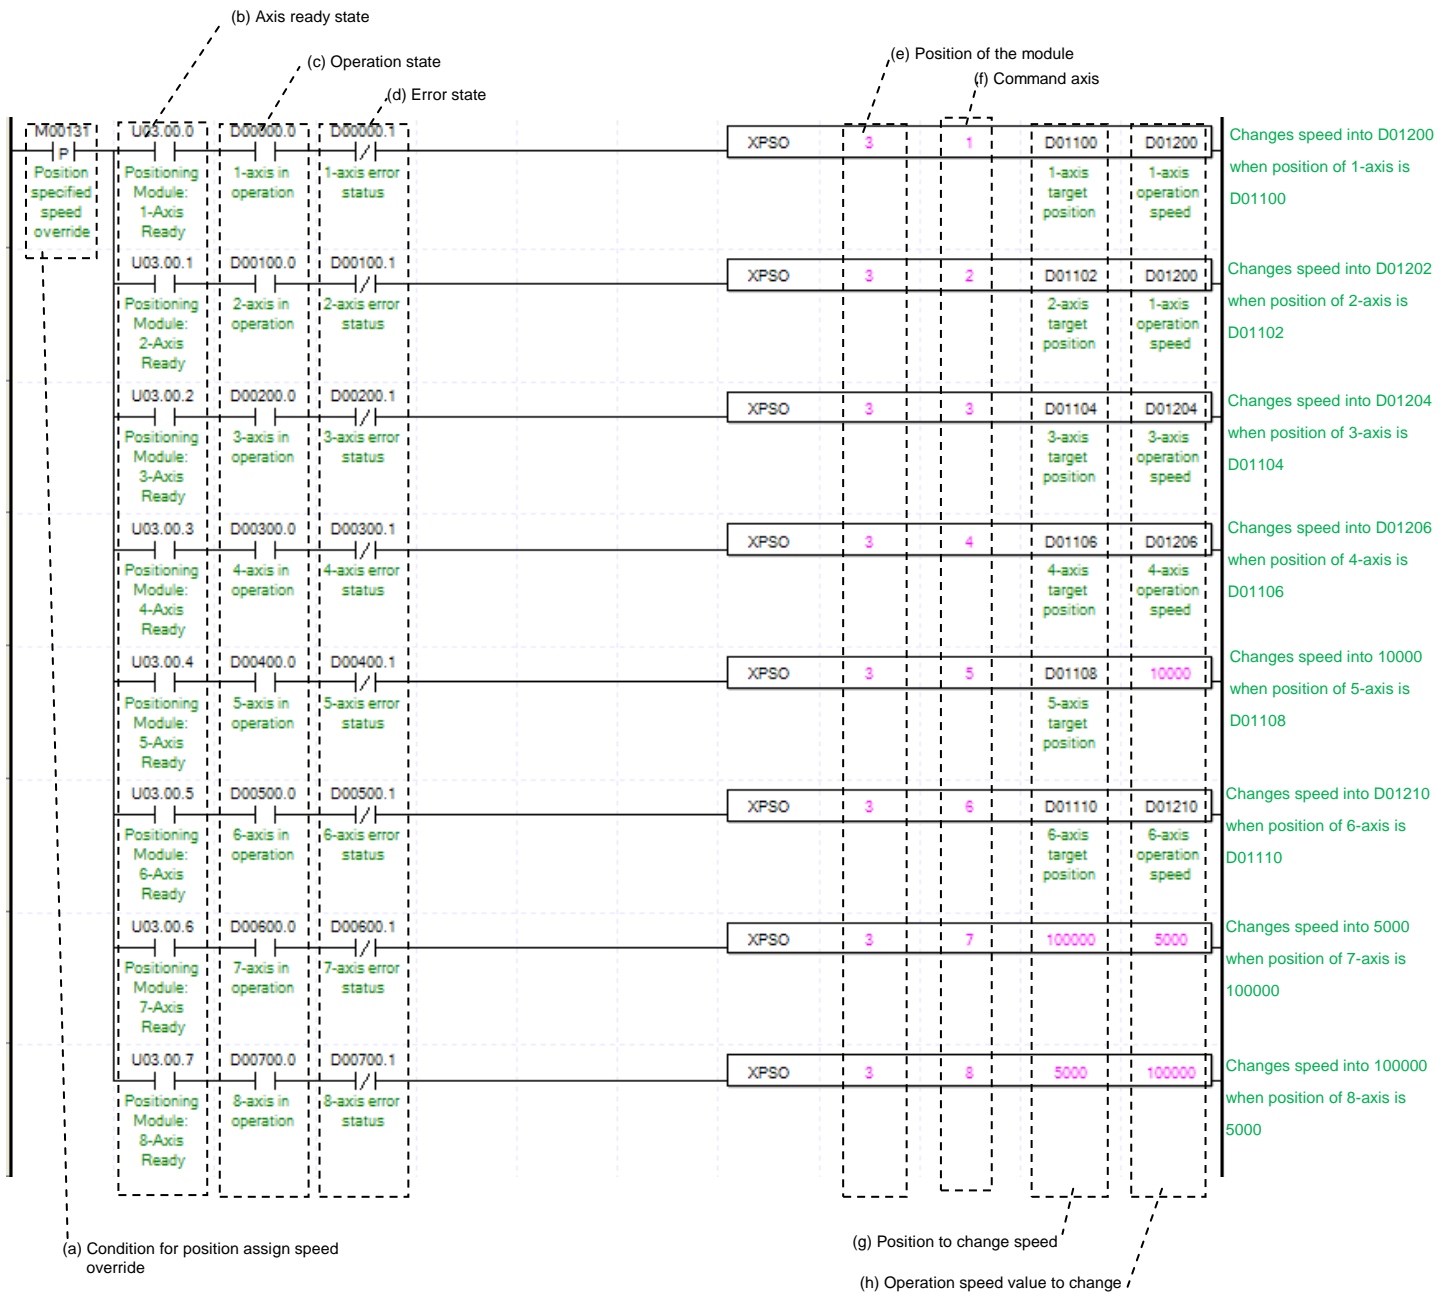 (b) Axis ready state
(c) Operation state
(d) Error state
(e) Position of the module
(f) Command axis
M00131 U03.00.0 D00000.0 D00000.1
P
XPSO 3 1 D01100 D01200
Position specified speed override
Positioning Module: 1-Axis Ready
1-axis in operation
1-axis error status
1-axis target position
1-axis operation speed
Changes speed into D01200
when position of 1-axis is
D01100
U03.00.1 D00100.0 D00100.1
XPSO 3 2 D01102 D01200
Positioning Module: 2-Axis Ready
2-axis in operation
2-axis error status
2-axis target position
1-axis operation speed
Changes speed into D01202
when position of 2-axis is
D01102
U03.00.2 D00200.0 D00200.1
XPSO 3 3 D01104 D01204
Positioning Module: 3-Axis Ready
3-axis in operation
3-axis error status
3-axis target position
3-axis operation speed
Changes speed into D01204
when position of 3-axis is
D01104
U03.00.3 D00300.0 D00300.1
XPSO 3 4 D01106 D01206
Positioning Module: 4-Axis Ready
4-axis in operation
4-axis error status
4-axis target position
4-axis operation speed
Changes speed into D01206
when position of 4-axis is
D01106
U03.00.4 D00400.0 D00400.1
XPSO 3 5 D01108 10000
Positioning Module: 5-Axis Ready
5-axis in operation
5-axis error status
5-axis target position
Changes speed into 10000
when position of 5-axis is
D01108
U03.00.5 D00500.0 D00500.1
XPSO 3 6 D01110 D01210
Positioning Module: 6-Axis Ready
6-axis in operation
6-axis error status
6-axis target position
6-axis operation speed
Changes speed into D01210
when position of 6-axis is
D01110
U03.00.6 D00600.0 D00600.1
XPSO 3 7 100000 5000
Positioning Module: 7-Axis Ready
7-axis in operation
7-axis error status
Changes speed into 5000
when position of 7-axis is
100000
U03.00.7 D00700.0 D00700.1
XPSO 3 8 5000 100000
Positioning Module: 8-Axis Ready
8-axis in operation
8-axis error status
Changes speed into 100000
when position of 8-axis is
5000
(a) Condition for position assign speed
override
(g) Position to change speed
(h) Operation speed value to change